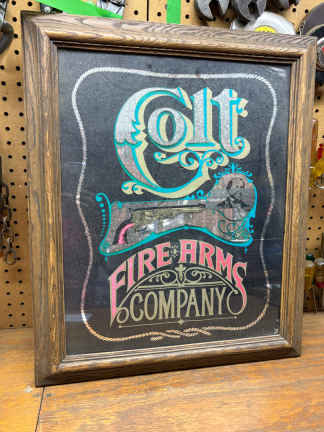 Colt
FIRE ARMS
COMPANY